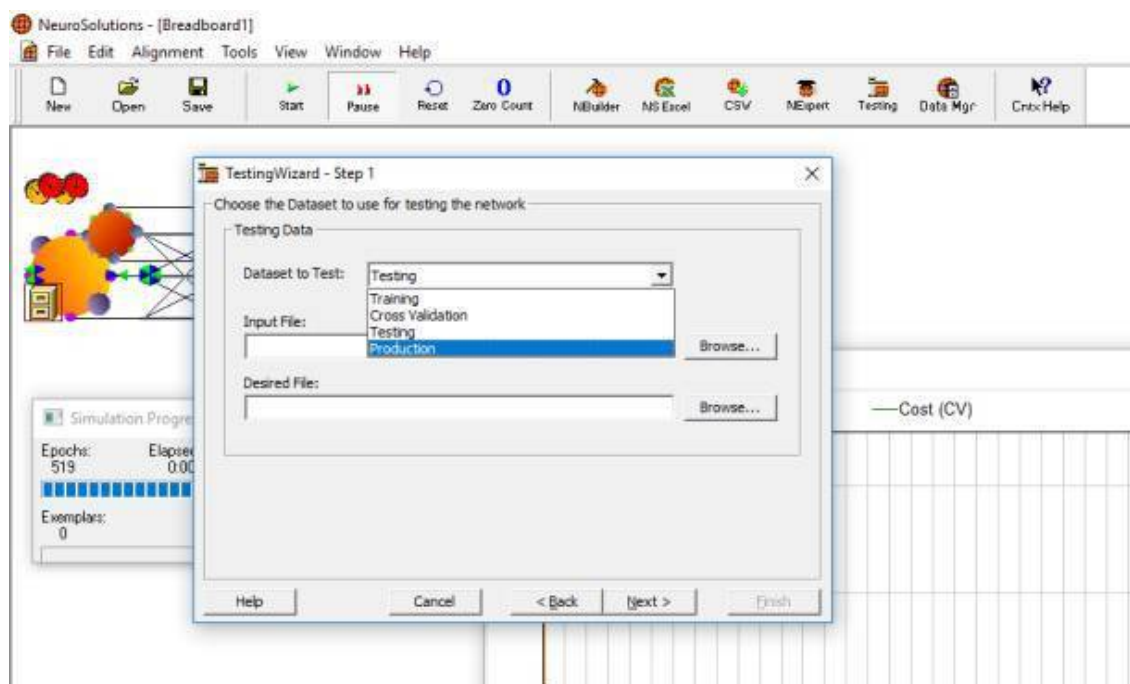 NeuroSolutions - [Breadboard1]
File Edit Alignment Tools View Window Help
New Open Save Start Pause Reset Zero Count NBuilder NS Excel CSV NExpert Testing Data Mgr Cntx Help
TestingWizard - Step 1
Choose the Dataset to use for testing the network
Testing Data
Dataset to Test: Testing
Training
Cross Validation
Testing
Production
Input File:
Browse...
Desired File:
Browse...
Help Cancel < Back Next > Finish
Simulation Progre
Epochs: Elapse
519 0:00
Exemplars:
0
Cost (CV)